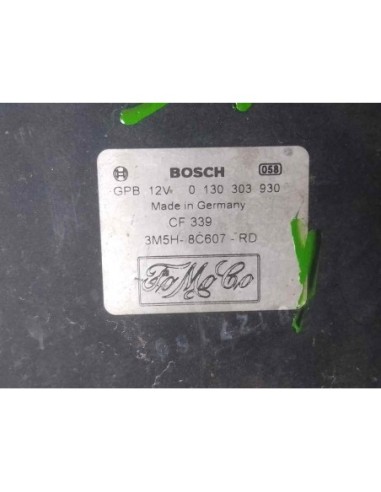 BOSCH 058
GPB 12V⎓ 0 130 303 930
Made in Germany
CF 339
3M5H-8C607-RD
FoMoCo